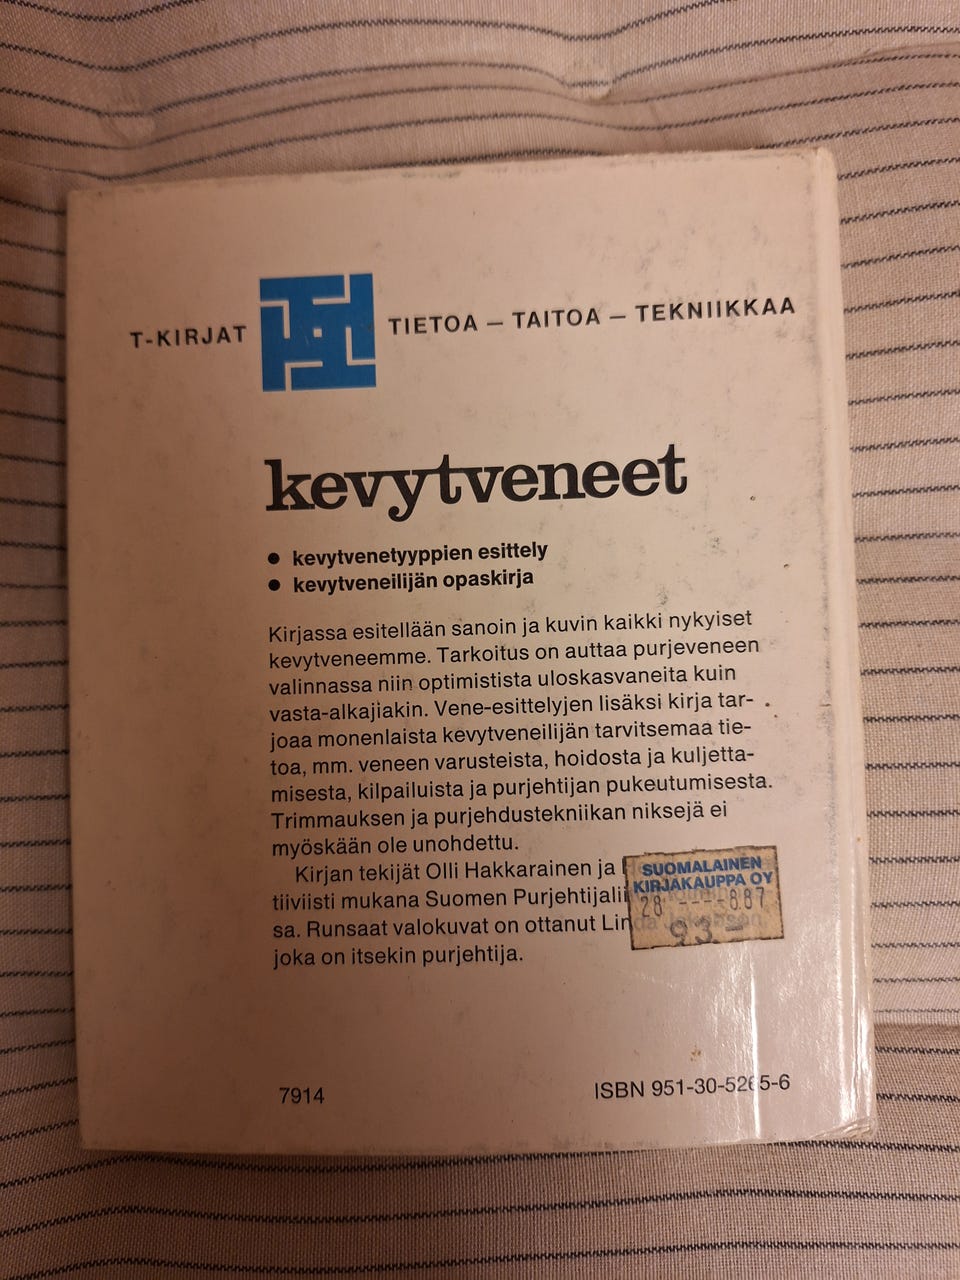 T-KIRJAT
TIETOA – TAITOA – TEKNIIKKAA
kevytveneet
● kevytvenetyyppien esittely
● kevytveneilijän opaskirja
Kirjassa esitellään sanoin ja kuvin kaikki nykyiset
kevytveneemme. Tarkoitus on auttaa purjeveneen
valinnassa niin optimistista uloskasvaneita kuin
vasta-alkajiakin. Vene-esittelyjen lisäksi kirja tar-
joaa monenlaista kevytveneilijän tarvitsemaa tie-
toa, mm. veneen varusteista, hoidosta ja kuljetta-
misesta, kilpailuista ja purjehtijan pukeutumisesta.
Trimmauksen ja purjehdustekniikan niksejä ei
myöskään ole unohdettu.
Kirjan tekijät Olli Hakkarainen ja
tiiviisti mukana Suomen Purjehtijalii
sa. Runsaat valokuvat on ottanut Linda
joka on itsekin purjehtija.
SUOMALAINEN
KIRJAKAUPPA OY
28 ----887
93-
7914
ISBN 951-30-5265-6